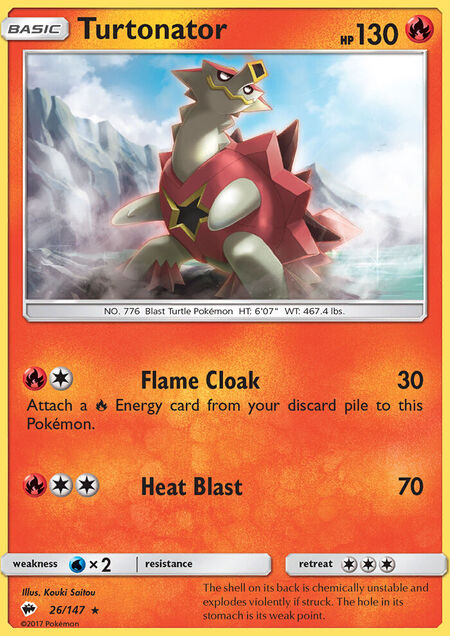 BASIC Turtonator HP 130
NO. 776 Blast Turtle Pokémon HT: 6'07" WT: 467.4 lbs.
Flame Cloak 30
Attach a Energy card from your discard pile to this
Pokémon.
Heat Blast 70
weakness ×2 resistance retreat
Illus. Kouki Saitou
26/147 ★
©2017 Pokémon
The shell on its back is chemically unstable and
explodes violently if struck. The hole in its
stomach is its weak point.